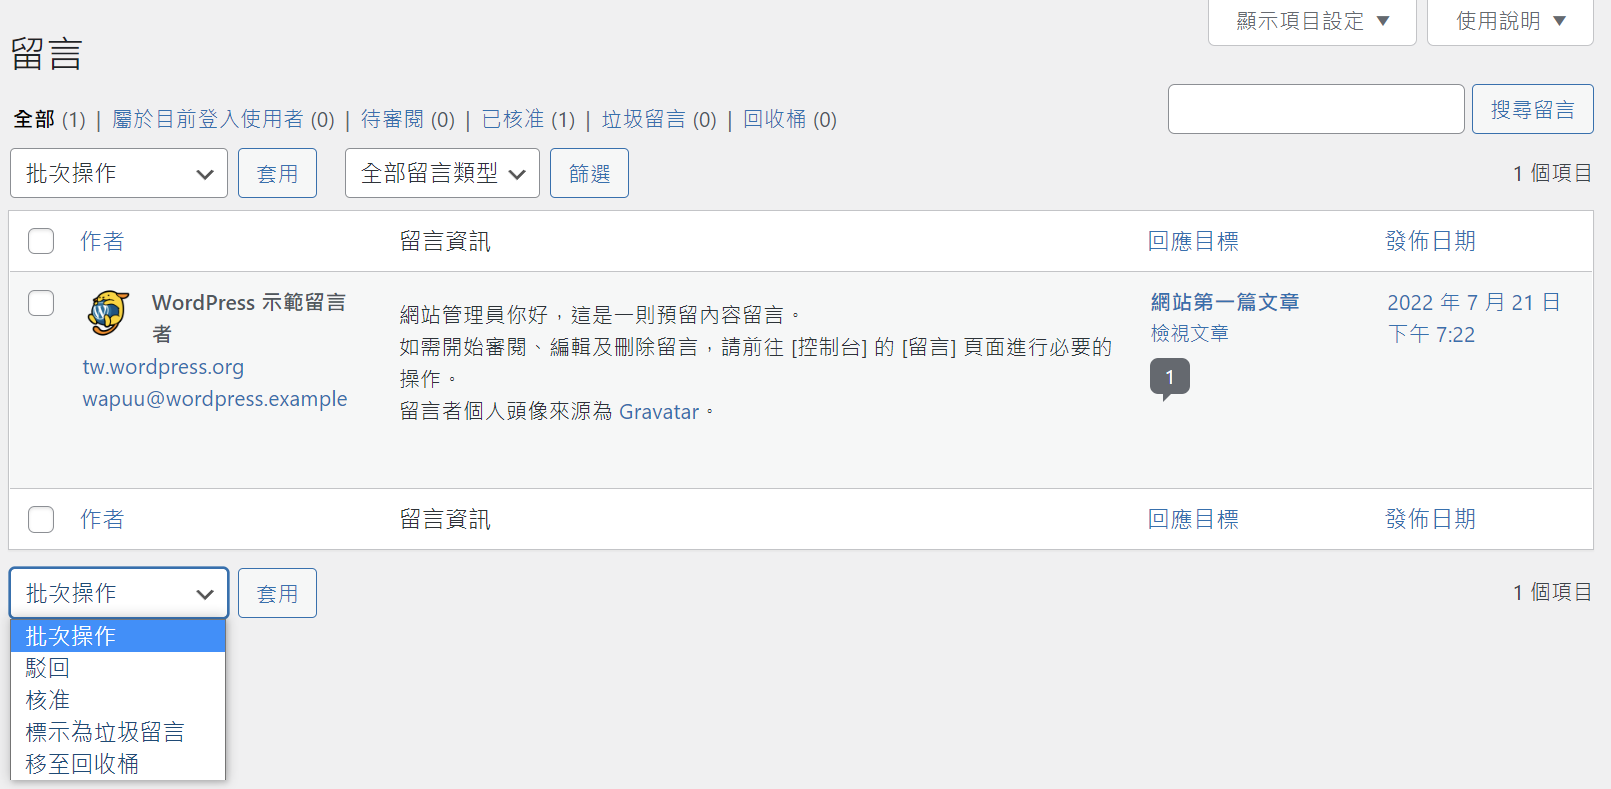 顯示項目設定 ▼
使用說明 ▼
留言
全部 (1) | 屬於目前登入使用者 (0) | 待審閱 (0) | 已核准 (1) | 垃圾留言 (0) | 回收桶 (0)
搜尋留言
批次操作
套用
全部留言類型
篩選
1 個項目
作者
留言資訊
回應目標
發佈日期
WordPress 示範留言
者
tw.wordpress.org
wapuu@wordpress.example
網站管理員你好，這是一則預留內容留言。
如需開始審閱、編輯及刪除留言，請前往 [控制台] 的 [留言] 頁面進行必要的
操作。
留言者個人頭像來源為 Gravatar。
網站第一篇文章
檢視文章
1
2022 年 7 月 21 日
下午 7:22
作者
留言資訊
回應目標
發佈日期
批次操作
套用
1 個項目
批次操作
駁回
核准
標示為垃圾留言
移至回收桶